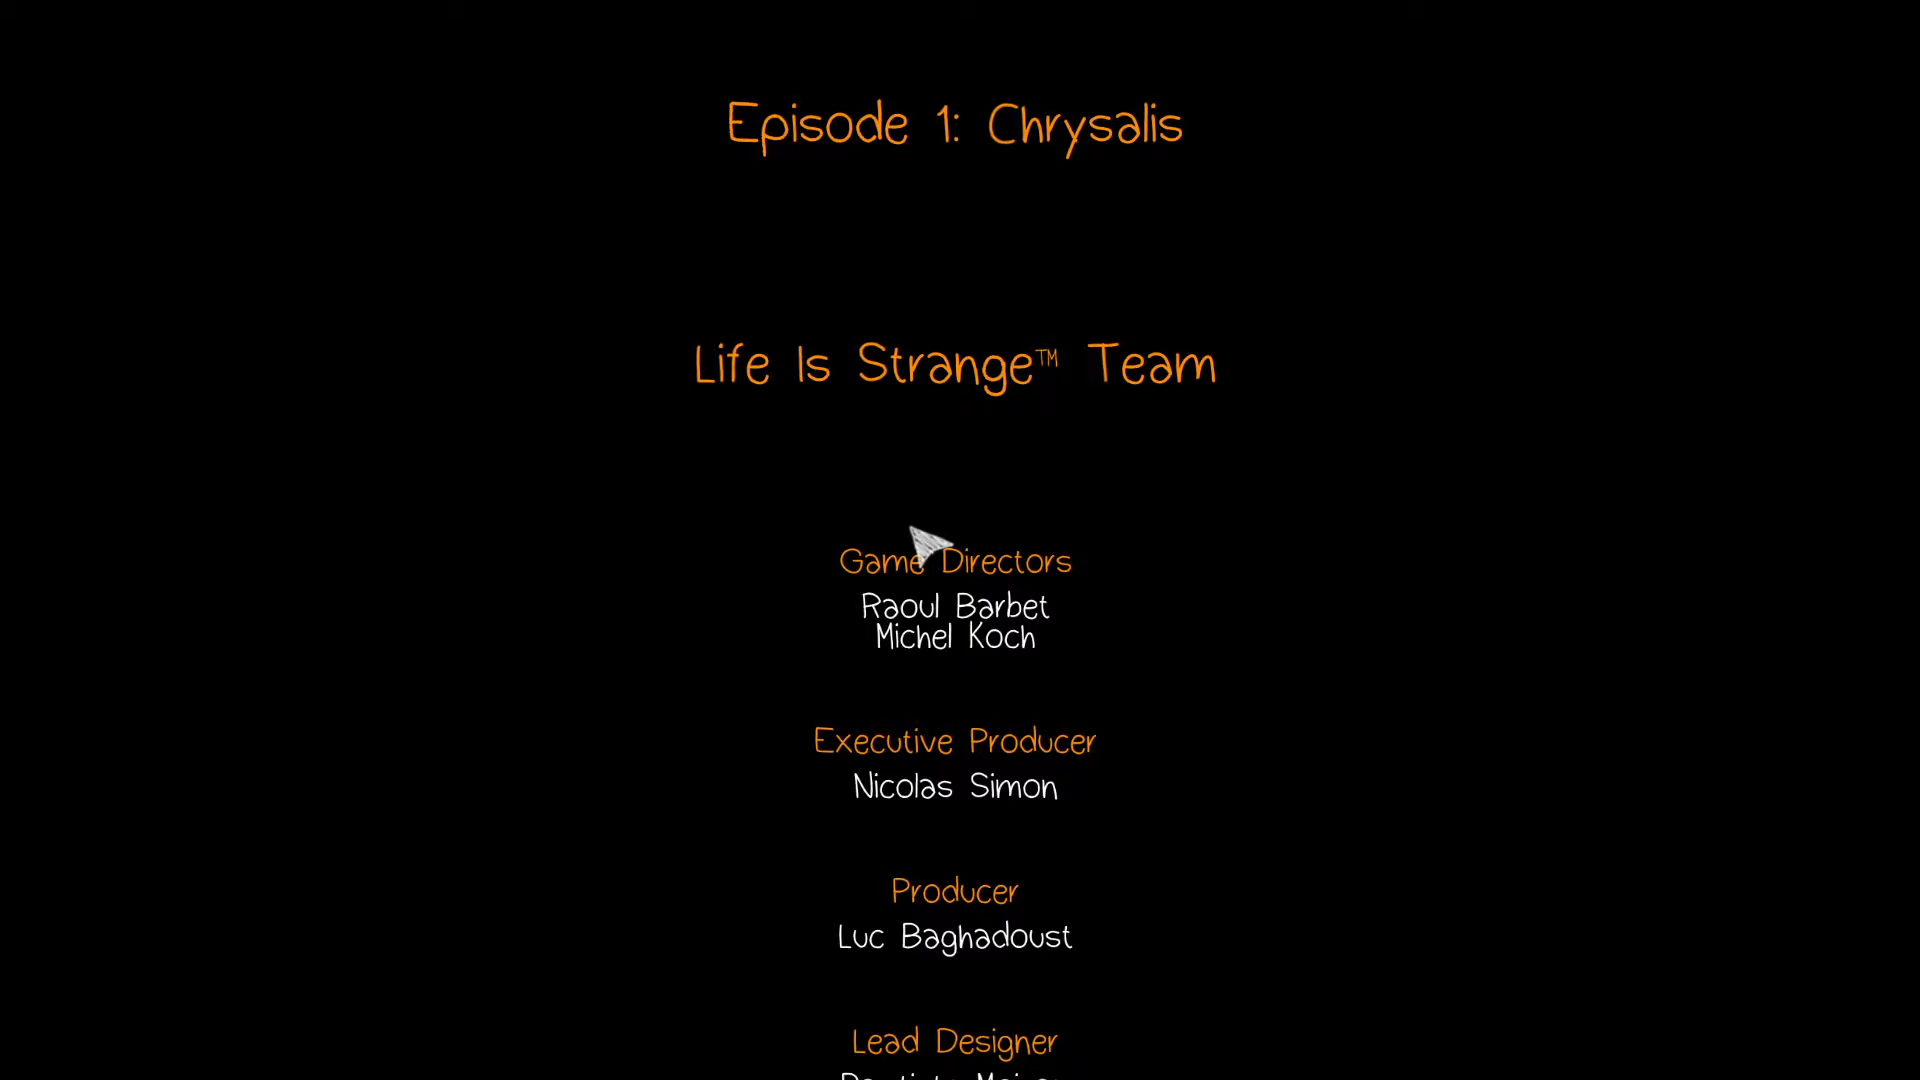 Episode 1: Chrysalis
Life Is Strange™ Team
Game Directors
Raoul Barbet
Michel Koch
Executive Producer
Nicolas Simon
Producer
Luc Baghadoust
Lead Designer